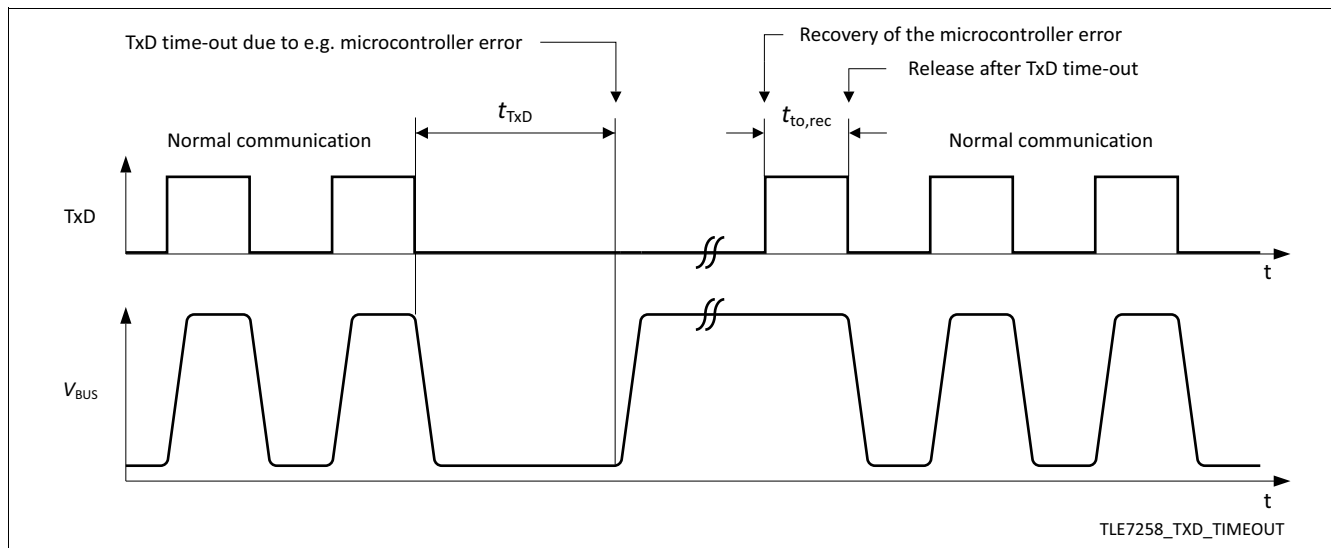 TxD time-out due to e.g. microcontroller error
Recovery of the microcontroller error
Release after TxD time-out
tTxD
tto,rec
Normal communication
Normal communication
TxD
t
VBUS
t
TLE7258_TXD_TIMEOUT